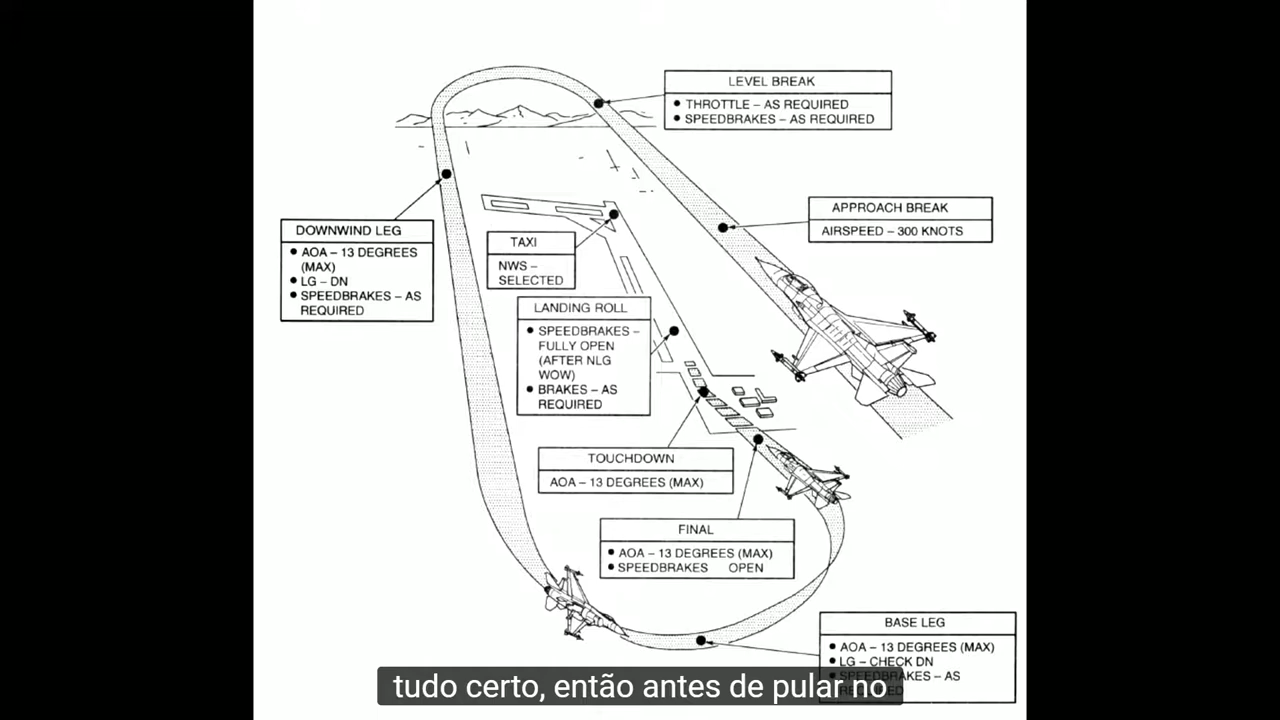 LEVEL BREAK
● THROTTLE – AS REQUIRED
● SPEEDBRAKES – AS REQUIRED
APPROACH BREAK
AIRSPEED – 300 KNOTS
DOWNWIND LEG
● AOA – 13 DEGREES
(MAX)
● LG – DN
● SPEEDBRAKES – AS
REQUIRED
TAXI
NWS –
SELECTED
LANDING ROLL
● SPEEDBRAKES –
FULLY OPEN
(AFTER NLG
WOW)
● BRAKES – AS
REQUIRED
TOUCHDOWN
AOA – 13 DEGREES (MAX)
FINAL
● AOA – 13 DEGREES (MAX)
● SPEEDBRAKES OPEN
BASE LEG
● AOA – 13 DEGREES (MAX)
● LG – CHECK DN
● SPEEDBRAKES – AS
REQUIRED
tudo certo, então antes de pular no